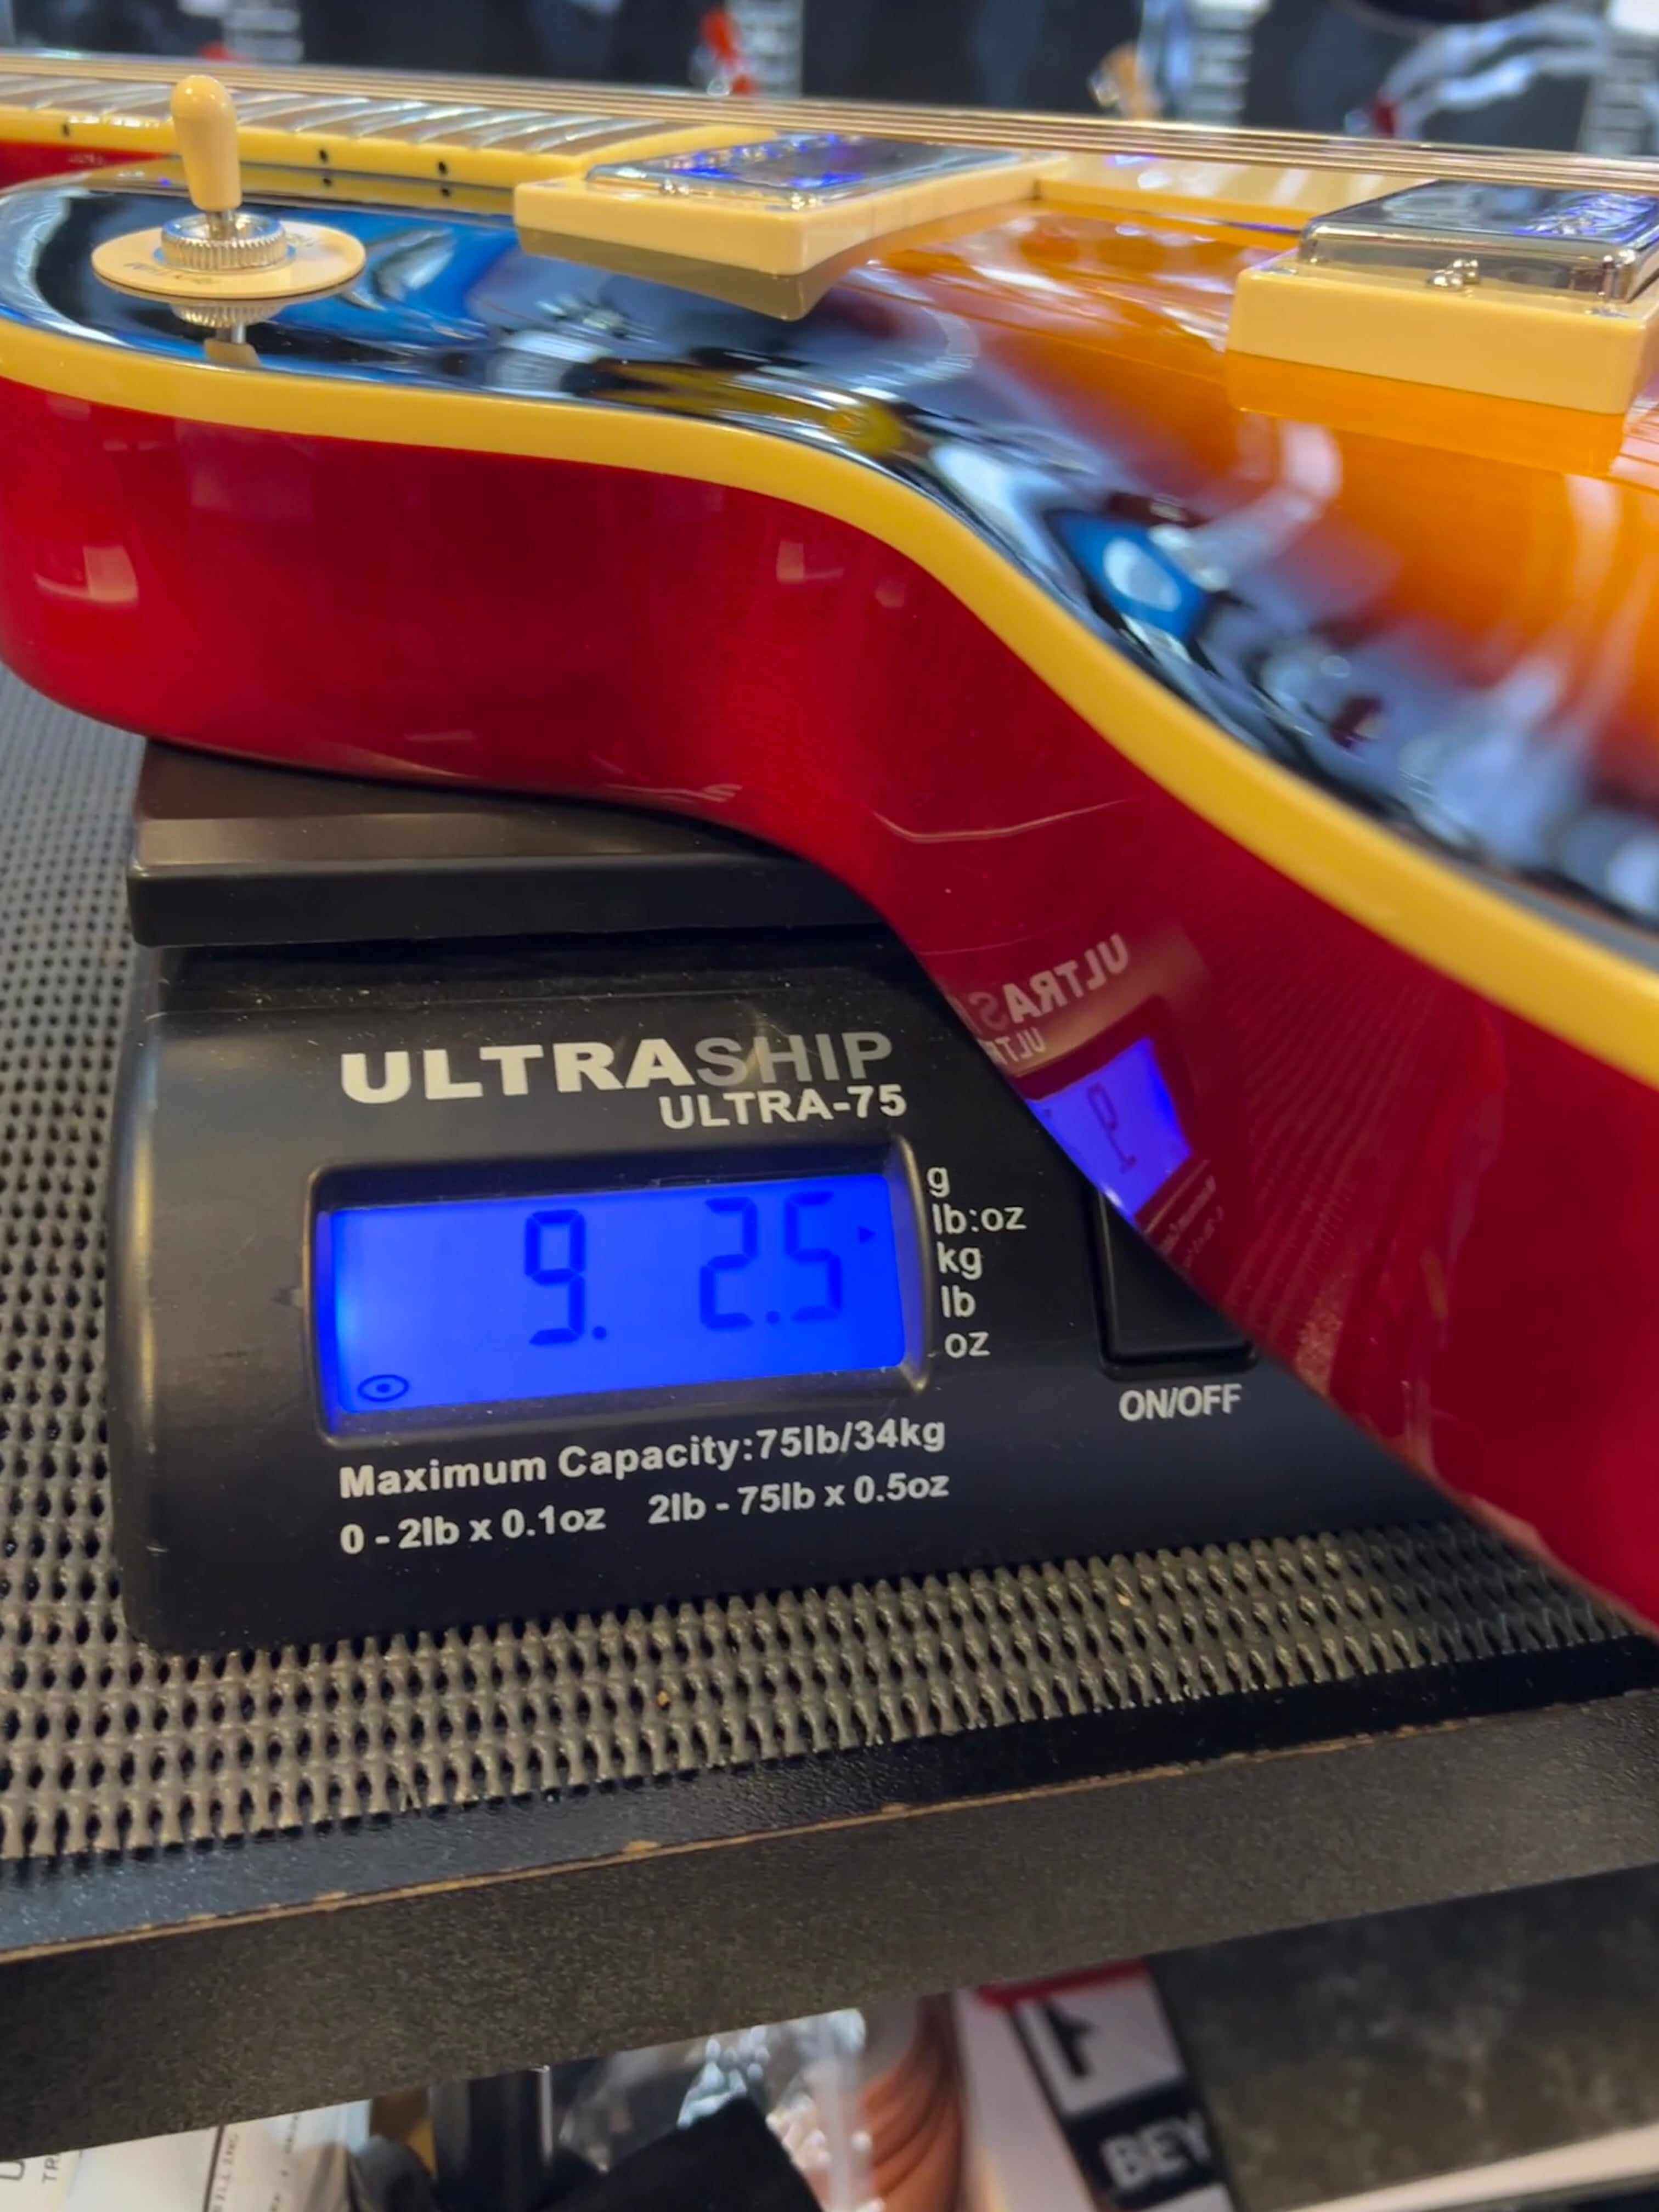 ULTRASHIP
ULTRA-75
9. 2.5
g
lb:oz
kg
lb
oz
ON/OFF
Maximum Capacity:75lb/34kg
0 - 2lb x 0.1oz 2lb - 75lb x 0.5oz
BEY